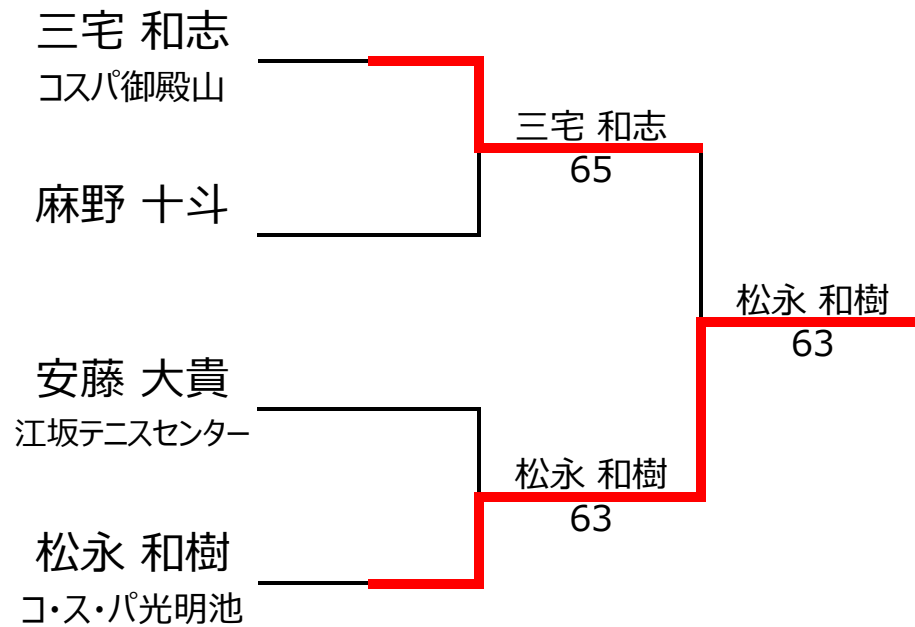 三宅 和志
コスパ御殿山
三宅 和志
65
麻野 十斗
松永 和樹
63
安藤 大貴
江坂テニスセンター
松永 和樹
63
松永 和樹
コ・ス・パ光明池